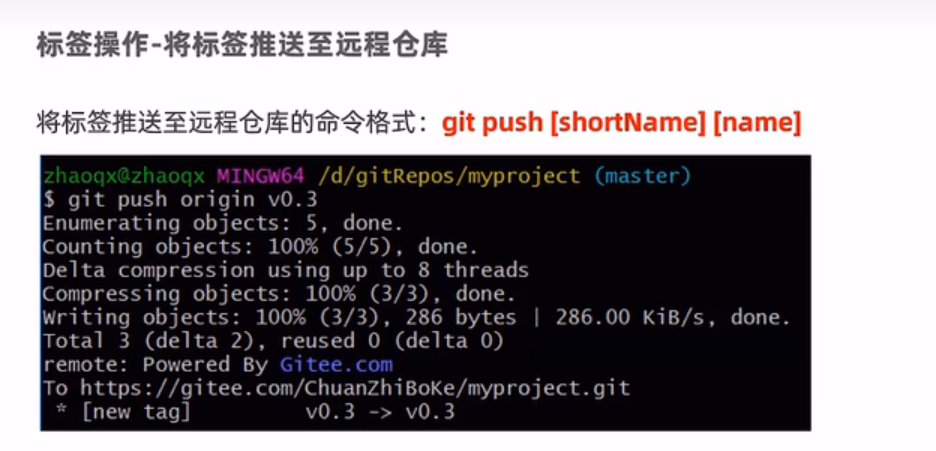 标签操作-将标签推送至远程仓库
将标签推送至远程仓库的命令格式：git push [shortName] [name]
zhaoqx@zhaoqx MINGW64 /d/gitRepos/myproject (master)
$ git push origin v0.3
Enumerating objects: 5, done.
Counting objects: 100% (5/5), done.
Delta compression using up to 8 threads
Compressing objects: 100% (3/3), done.
Writing objects: 100% (3/3), 286 bytes | 286.00 KiB/s, done.
Total 3 (delta 2), reused 0 (delta 0)
remote: Powered By Gitee.com
To https://gitee.com/ChuanZhiBoKe/myproject.git
 * [new tag]         v0.3 -> v0.3